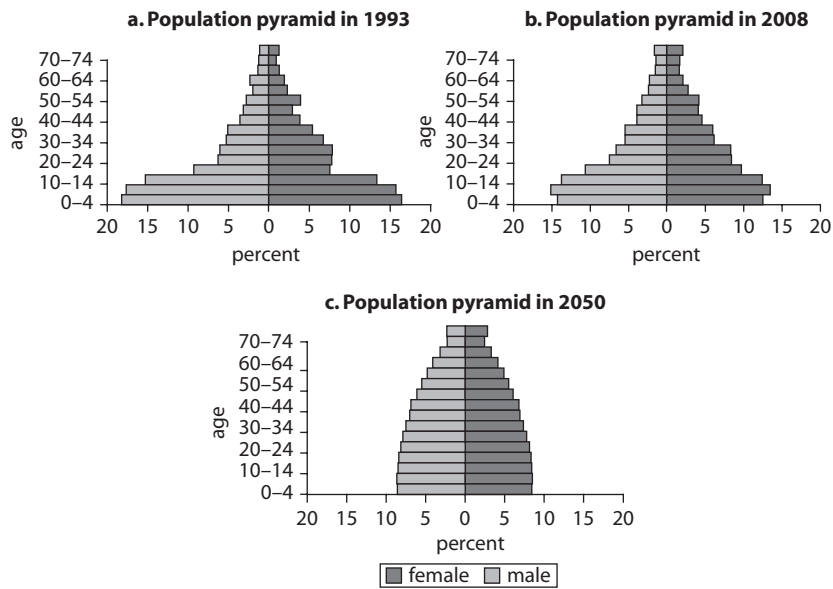 a. Population pyramid in 1993
70–74
60–64
50–54
40–44
30–34
20–24
10–14
0–4
age
20 15 10 5 0 5 10 15 20
percent
b. Population pyramid in 2008
70–74
60–64
50–54
40–44
30–34
20–24
10–14
0–4
age
20 15 10 5 0 5 10 15 20
percent
c. Population pyramid in 2050
70–74
60–64
50–54
40–44
30–34
20–24
10–14
0–4
age
20 15 10 5 0 5 10 15 20
percent
female male